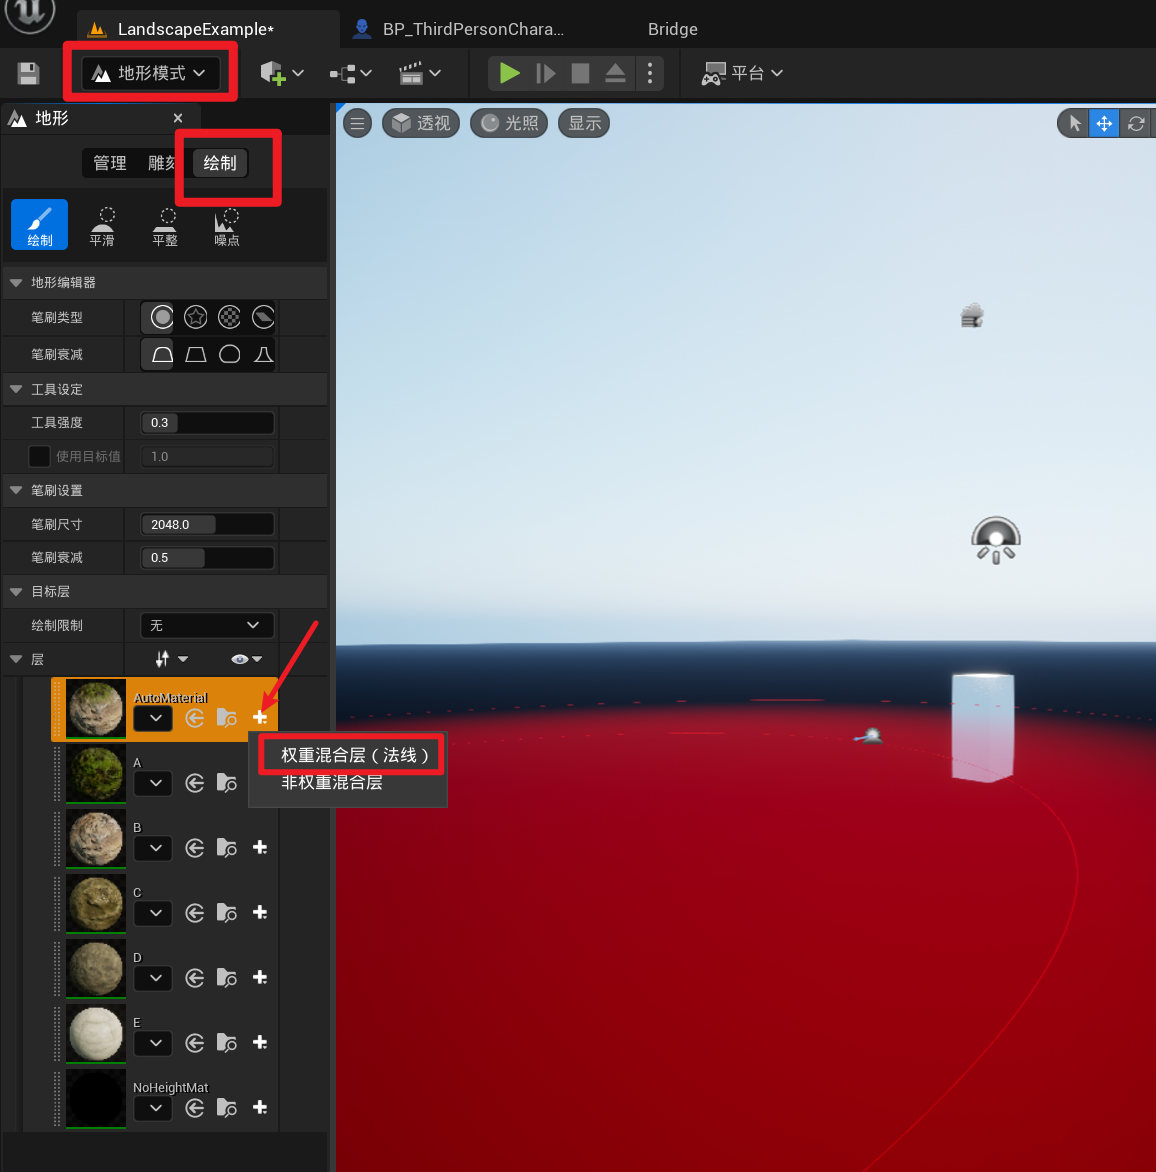 LandscapeExample*
BP_ThirdPersonChara...
Bridge
地形模式
平台
地形
透视
光照
显示
管理
雕刻
绘制
绘制
平滑
平整
噪点
地形编辑器
笔刷类型
笔刷衰减
工具设定
工具强度
0.3
使用目标值
1.0
笔刷设置
笔刷尺寸
2048.0
笔刷衰减
0.5
目标层
绘制限制
无
层
AutoMaterial
权重混合层（法线）
非权重混合层
A
B
C
D
E
NoHeightMat